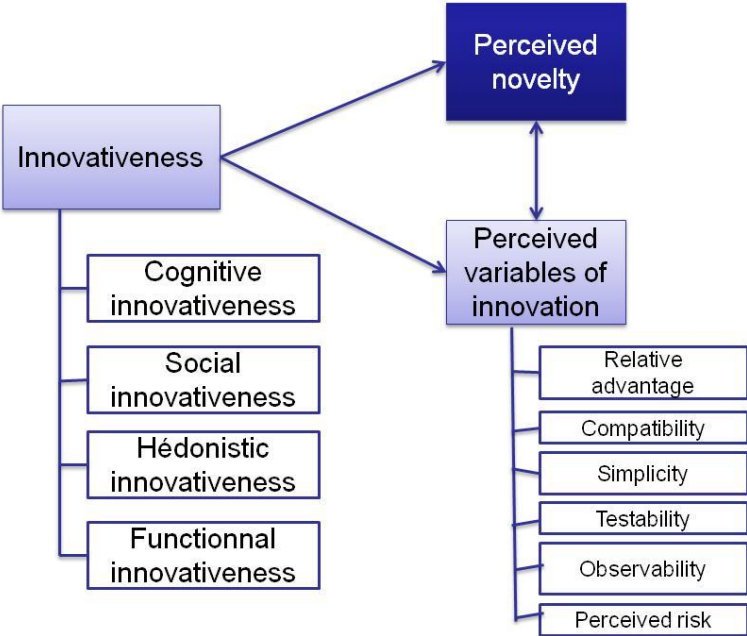 Perceived
novelty
Innovativeness
Cognitive
innovativeness
Social
innovativeness
Hédonistic
innovativeness
Functionnal
innovativeness
Perceived
variables of
innovation
Relative
advantage
Compatibility
Simplicity
Testability
Observability
Perceived risk